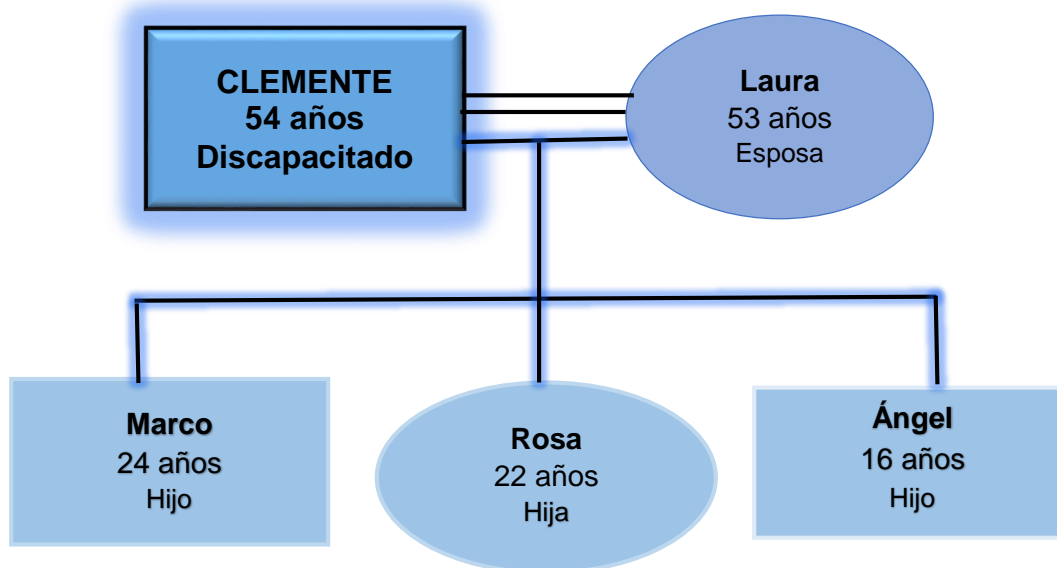 CLEMENTE
54 años
Discapacitado
Laura
53 años
Esposa
Marco
24 años
Hijo
Rosa
22 años
Hija
Ángel
16 años
Hijo